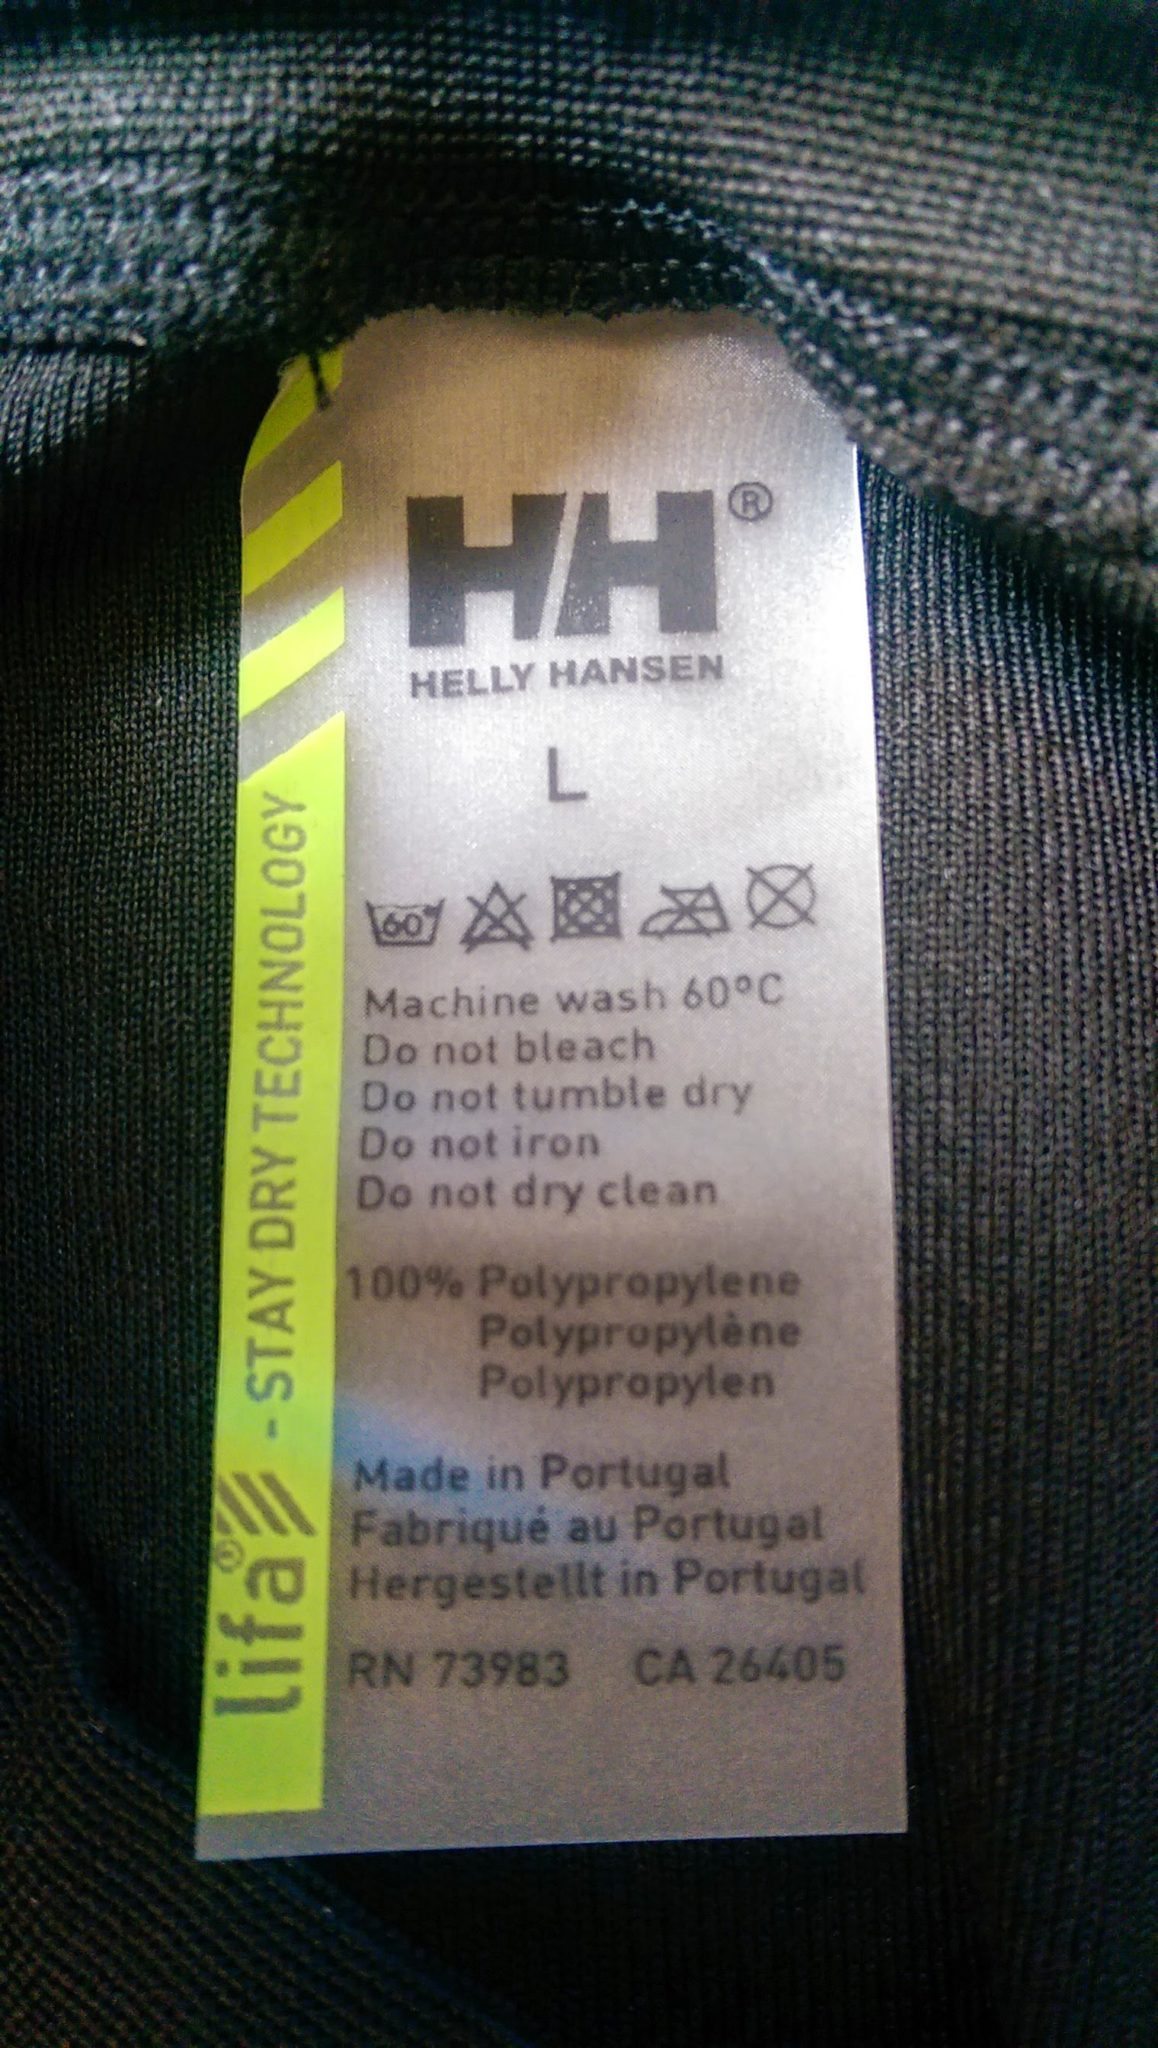 HH®
HELLY HANSEN
L
60°
Machine wash 60°C
Do not bleach
Do not tumble dry
Do not iron
Do not dry clean
100% Polypropylene
Polypropylène
Polypropylen
Made in Portugal
Fabriqué au Portugal
Hergestellt in Portugal
RN 73983 CA 26405
lifa® - STAY DRY TECHNOLOGY